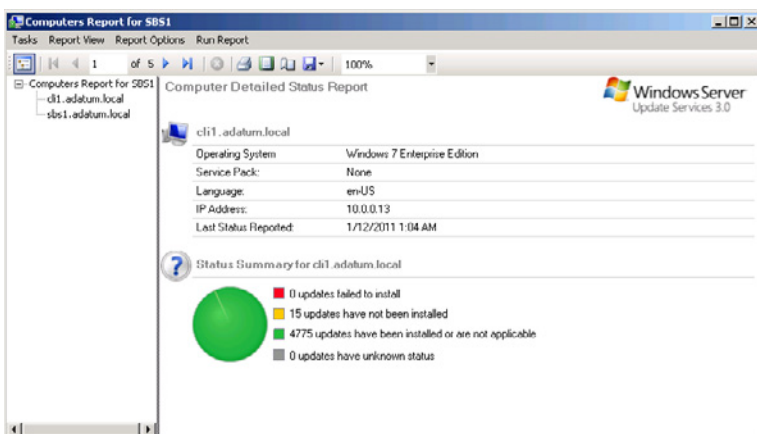 Computers Report for SBS1
Tasks Report View Report Options Run Report
1 of 5 100%
Computers Report for SBS1
cli1.adatum.local
sbs1.adatum.local
Computer Detailed Status Report
Windows Server
Update Services 3.0
cli1.adatum.local
Operating System Windows 7 Enterprise Edition
Service Pack: None
Language: en-US
IP Address: 10.0.0.13
Last Status Reported: 1/12/2011 1:04 AM
Status Summary for cli1.adatum.local
0 updates failed to install
15 updates have not been installed
4775 updates have been installed or are not applicable
0 updates have unknown status